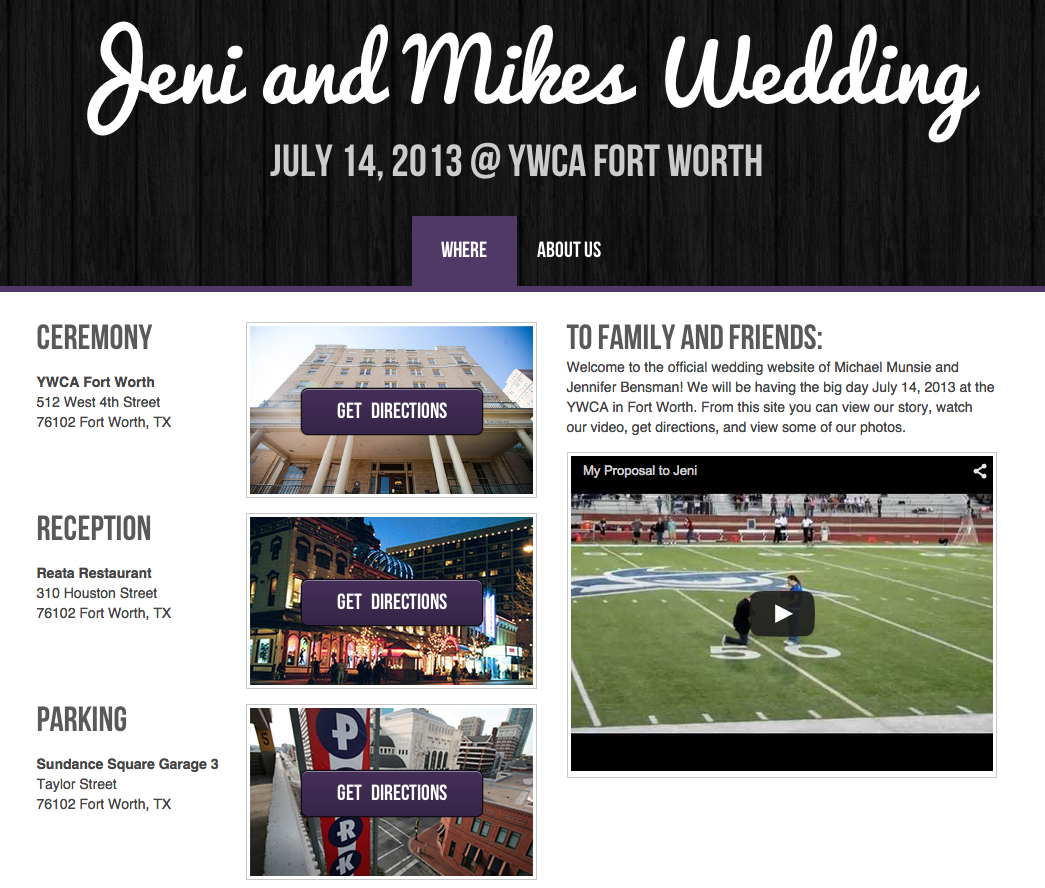 Jeni and Mikes Wedding
JULY 14, 2013 @ YWCA FORT WORTH
WHERE
ABOUT US
CEREMONY
YWCA Fort Worth
512 West 4th Street
76102 Fort Worth, TX
GET DIRECTIONS
RECEPTION
Reata Restaurant
310 Houston Street
76102 Fort Worth, TX
GET DIRECTIONS
PARKING
Sundance Square Garage 3
Taylor Street
76102 Fort Worth, TX
5
P
GET DIRECTIONS
R
K
TO FAMILY AND FRIENDS:
Welcome to the official wedding website of Michael Munsie and
Jennifer Bensman! We will be having the big day July 14, 2013 at the
YWCA in Fort Worth. From this site you can view our story, watch
our video, get directions, and view some of our photos.
My Proposal to Jeni
50